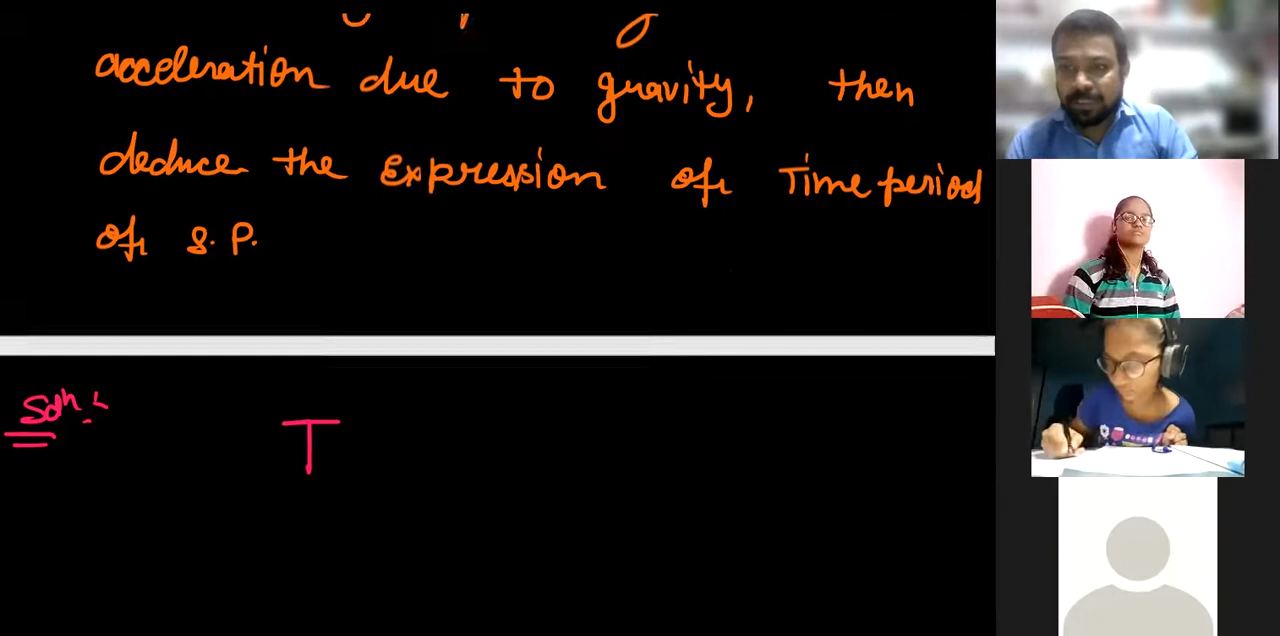 acceleration due to gravity, then
deduce the Expression of Time period
of S.P.
Soln:
T